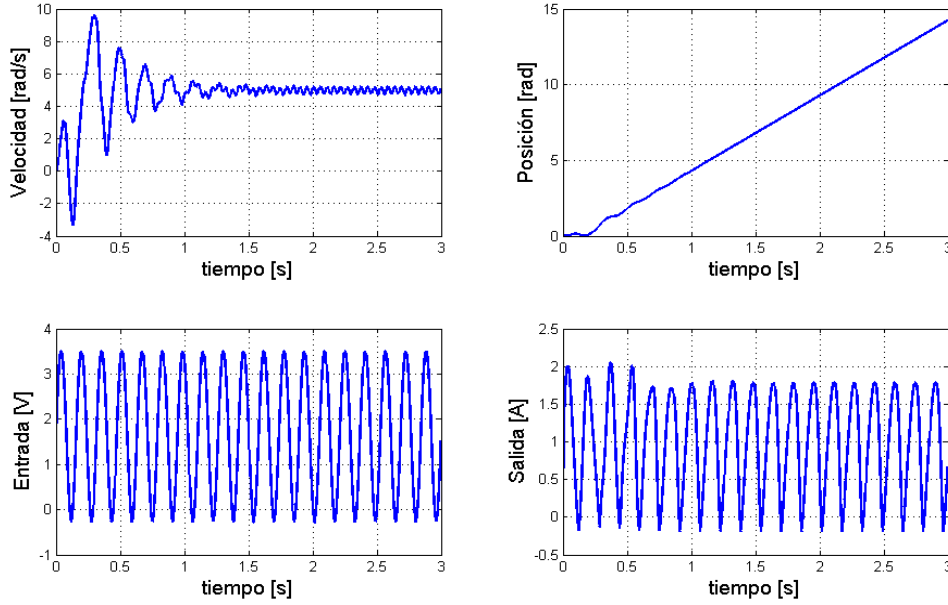 10
8
6
4
2
0
-2
-4
0 0.5 1 1.5 2 2.5 3
Velocidad [rad/s]
tiempo [s]
15
10
5
0
0 0.5 1 1.5 2 2.5 3
Posición [rad]
tiempo [s]
4
3
2
1
0
-1
0 0.5 1 1.5 2 2.5 3
Entrada [V]
tiempo [s]
2.5
2
1.5
1
0.5
0
-0.5
0 0.5 1 1.5 2 2.5 3
Salida [A]
tiempo [s]